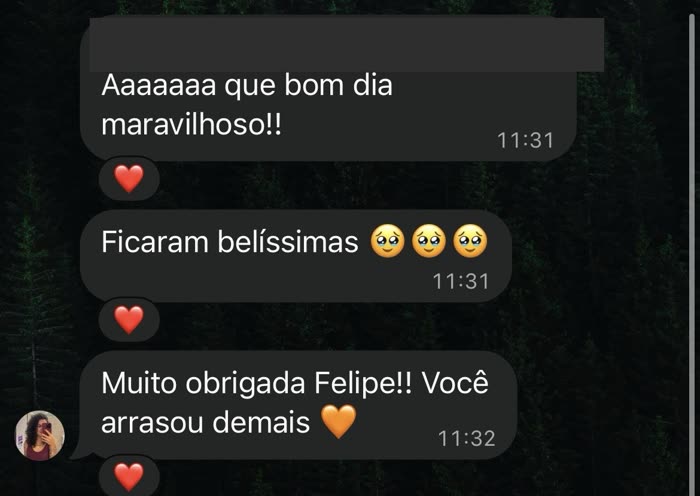 Aaaaaaa que bom dia
maravilhoso!!
11:31
Ficaram belíssimas 🥹🥹🥹
11:31
Muito obrigada Felipe!! Você
arrasou demais 🧡
11:32